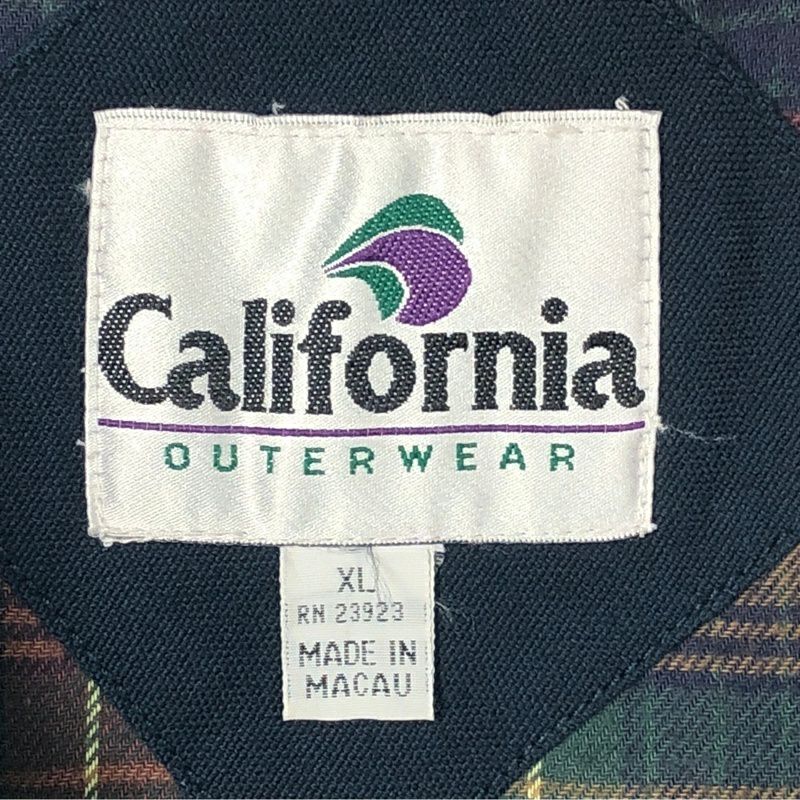 California
OUTERWEAR
XL
RN 23923
MADE IN
MACAU